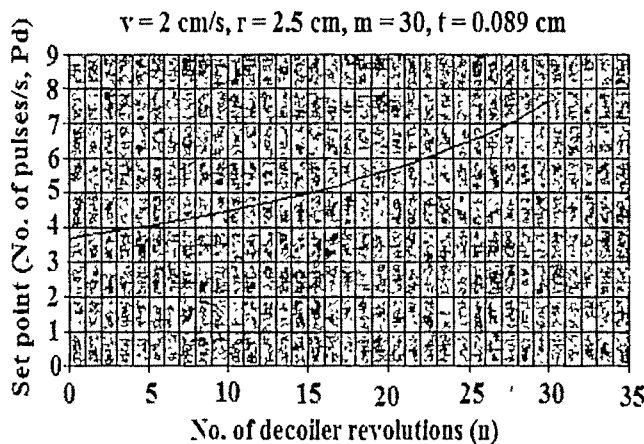 v = 2 cm/s, r = 2.5 cm, m = 30, t = 0.089 cm
Set point (No. of pulses/s, Pd)
9
8
7
6
5
4
3
2
1
0
0 5 10 15 20 25 30 35
No. of decoiler revolutions (n)